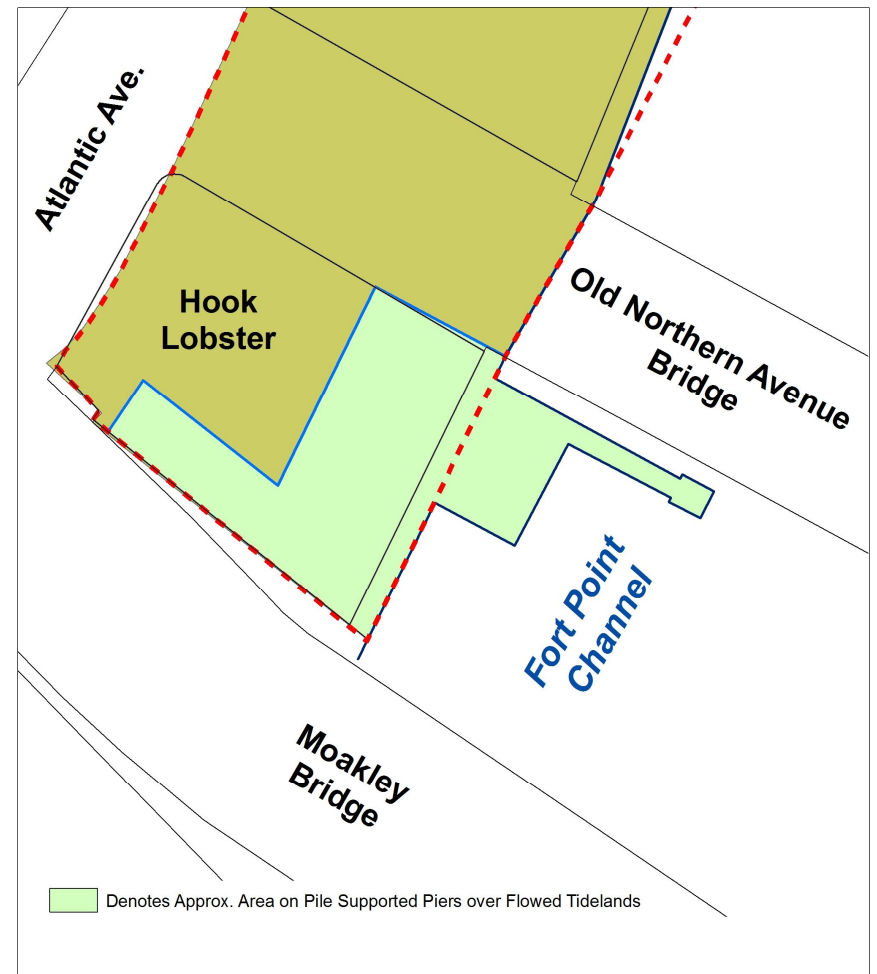 Atlantic Ave.
Hook
Lobster
Old Northern Avenue
Bridge
Fort Point
Channel
Moakley
Bridge
Denotes Approx. Area on Pile Supported Piers over Flowed Tidelands